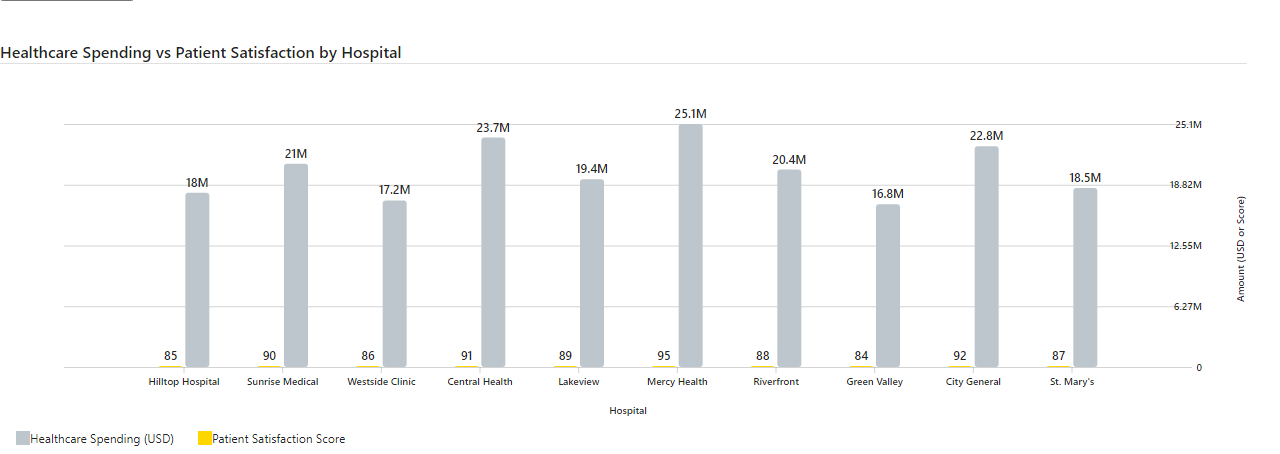 Healthcare Spending vs Patient Satisfaction by Hospital
25.1M
23.7M
25.1M
22.8M
21M
20.4M
19.4M
18M
17.2M
16.8M
18.5M
18.82M
12.55M
6.27M
85
90
86
91
89
95
88
84
92
87
0
Hilltop Hospital
Sunrise Medical
Westside Clinic
Central Health
Lakeview
Mercy Health
Riverfront
Green Valley
City General
St. Mary's
Hospital
Amount (USD or Score)
Healthcare Spending (USD)
Patient Satisfaction Score